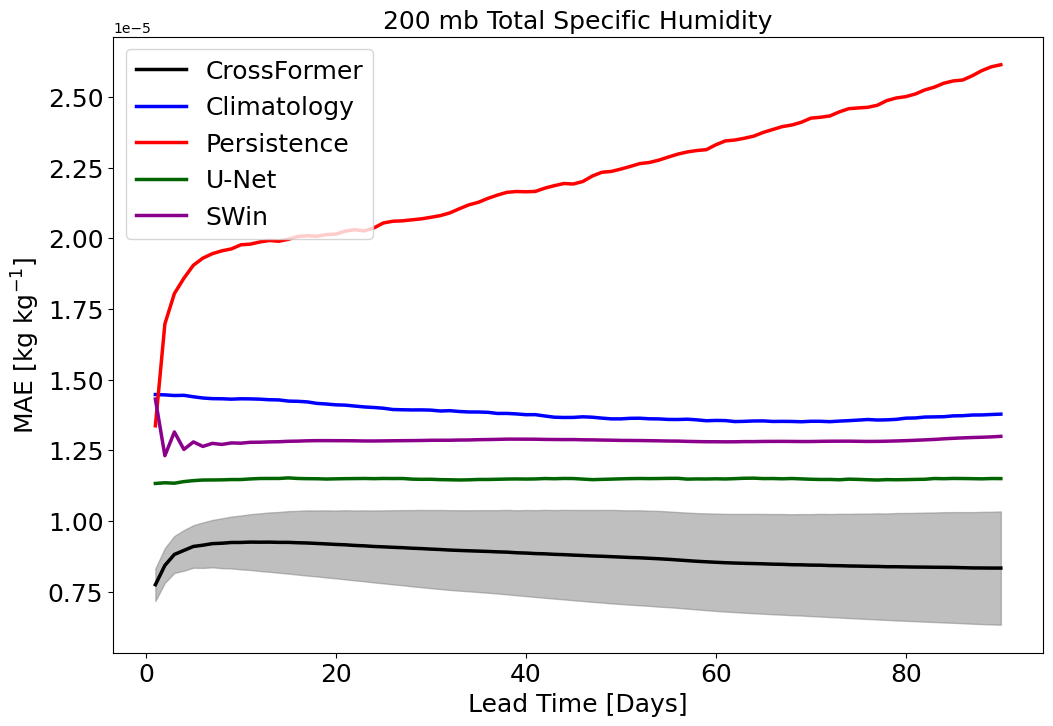 200 mb Total Specific Humidity
1e−5
CrossFormer
Climatology
Persistence
U-Net
SWin
2.50
2.25
2.00
1.75
1.50
1.25
1.00
0.75
MAE [kg kg⁻¹]
0 20 40 60 80
Lead Time [Days]